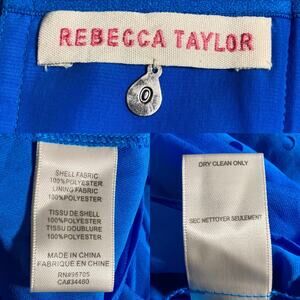 REBECCA TAYLOR
0
SHELL FABRIC
100%POLYESTER
LINING FABRIC
100%POLYESTER
TISSU DE SHELL
100%POLYESTER
TISSU DOUBLURE
100%POLYESTER
MADE IN CHINA
FABRIQUE EN CHINE
RN#95705
CA#34460
DRY CLEAN ONLY
SEC NETTOYER SEULEMENT